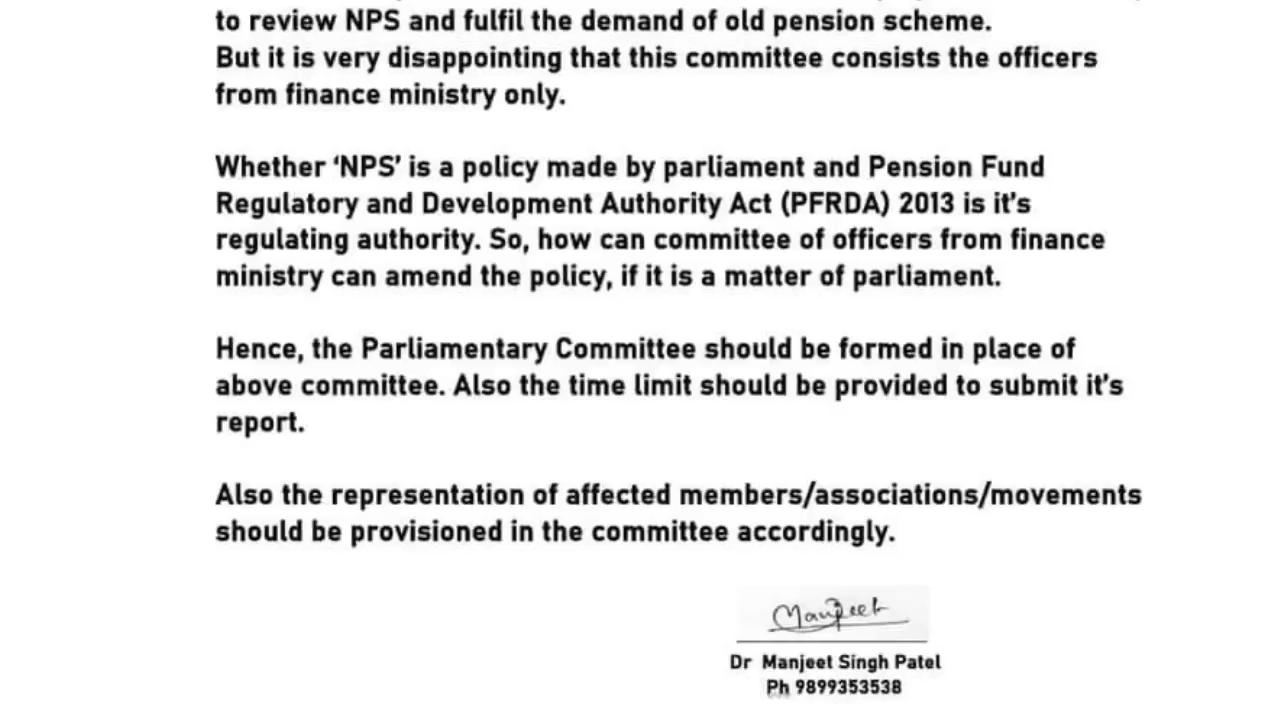 to review NPS and fulfil the demand of old pension scheme.
But it is very disappointing that this committee consists the officers
from finance ministry only.
Whether ‘NPS’ is a policy made by parliament and Pension Fund
Regulatory and Development Authority Act (PFRDA) 2013 is it's
regulating authority. So, how can committee of officers from finance
ministry can amend the policy, if it is a matter of parliament.
Hence, the Parliamentary Committee should be formed in place of
above committee. Also the time limit should be provided to submit it's
report.
Also the representation of affected members/associations/movements
should be provisioned in the committee accordingly.
Manjeet
Dr Manjeet Singh Patel
Ph 9899353538